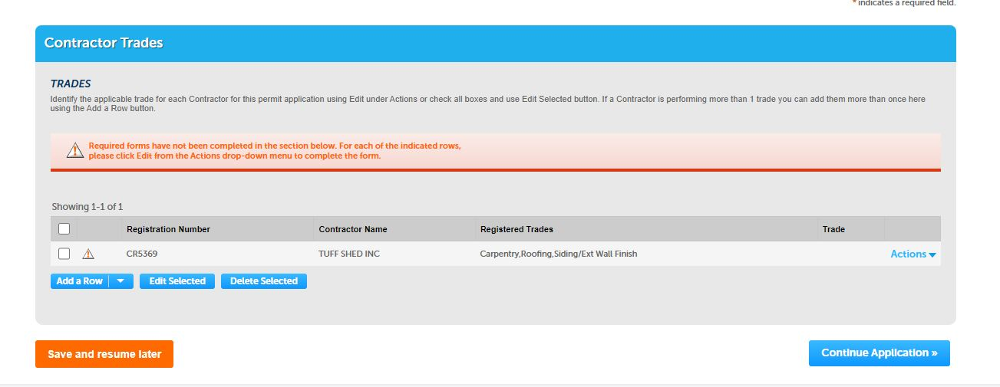 * indicates a required field.
Contractor Trades
TRADES
Identify the applicable trade for each Contractor for this permit application using Edit under Actions or check all boxes and use Edit Selected button. If a Contractor is performing more than 1 trade you can add them more than once here
using the Add a Row button.
Required forms have not been completed in the section below. For each of the indicated rows,
please click Edit from the Actions drop-down menu to complete the form.
Showing 1-1 of 1
Registration Number Contractor Name Registered Trades Trade
CR5369 TUFF SHED INC Carpentry,Roofing,Siding/Ext Wall Finish Actions
Add a Row Edit Selected Delete Selected
Save and resume later Continue Application »